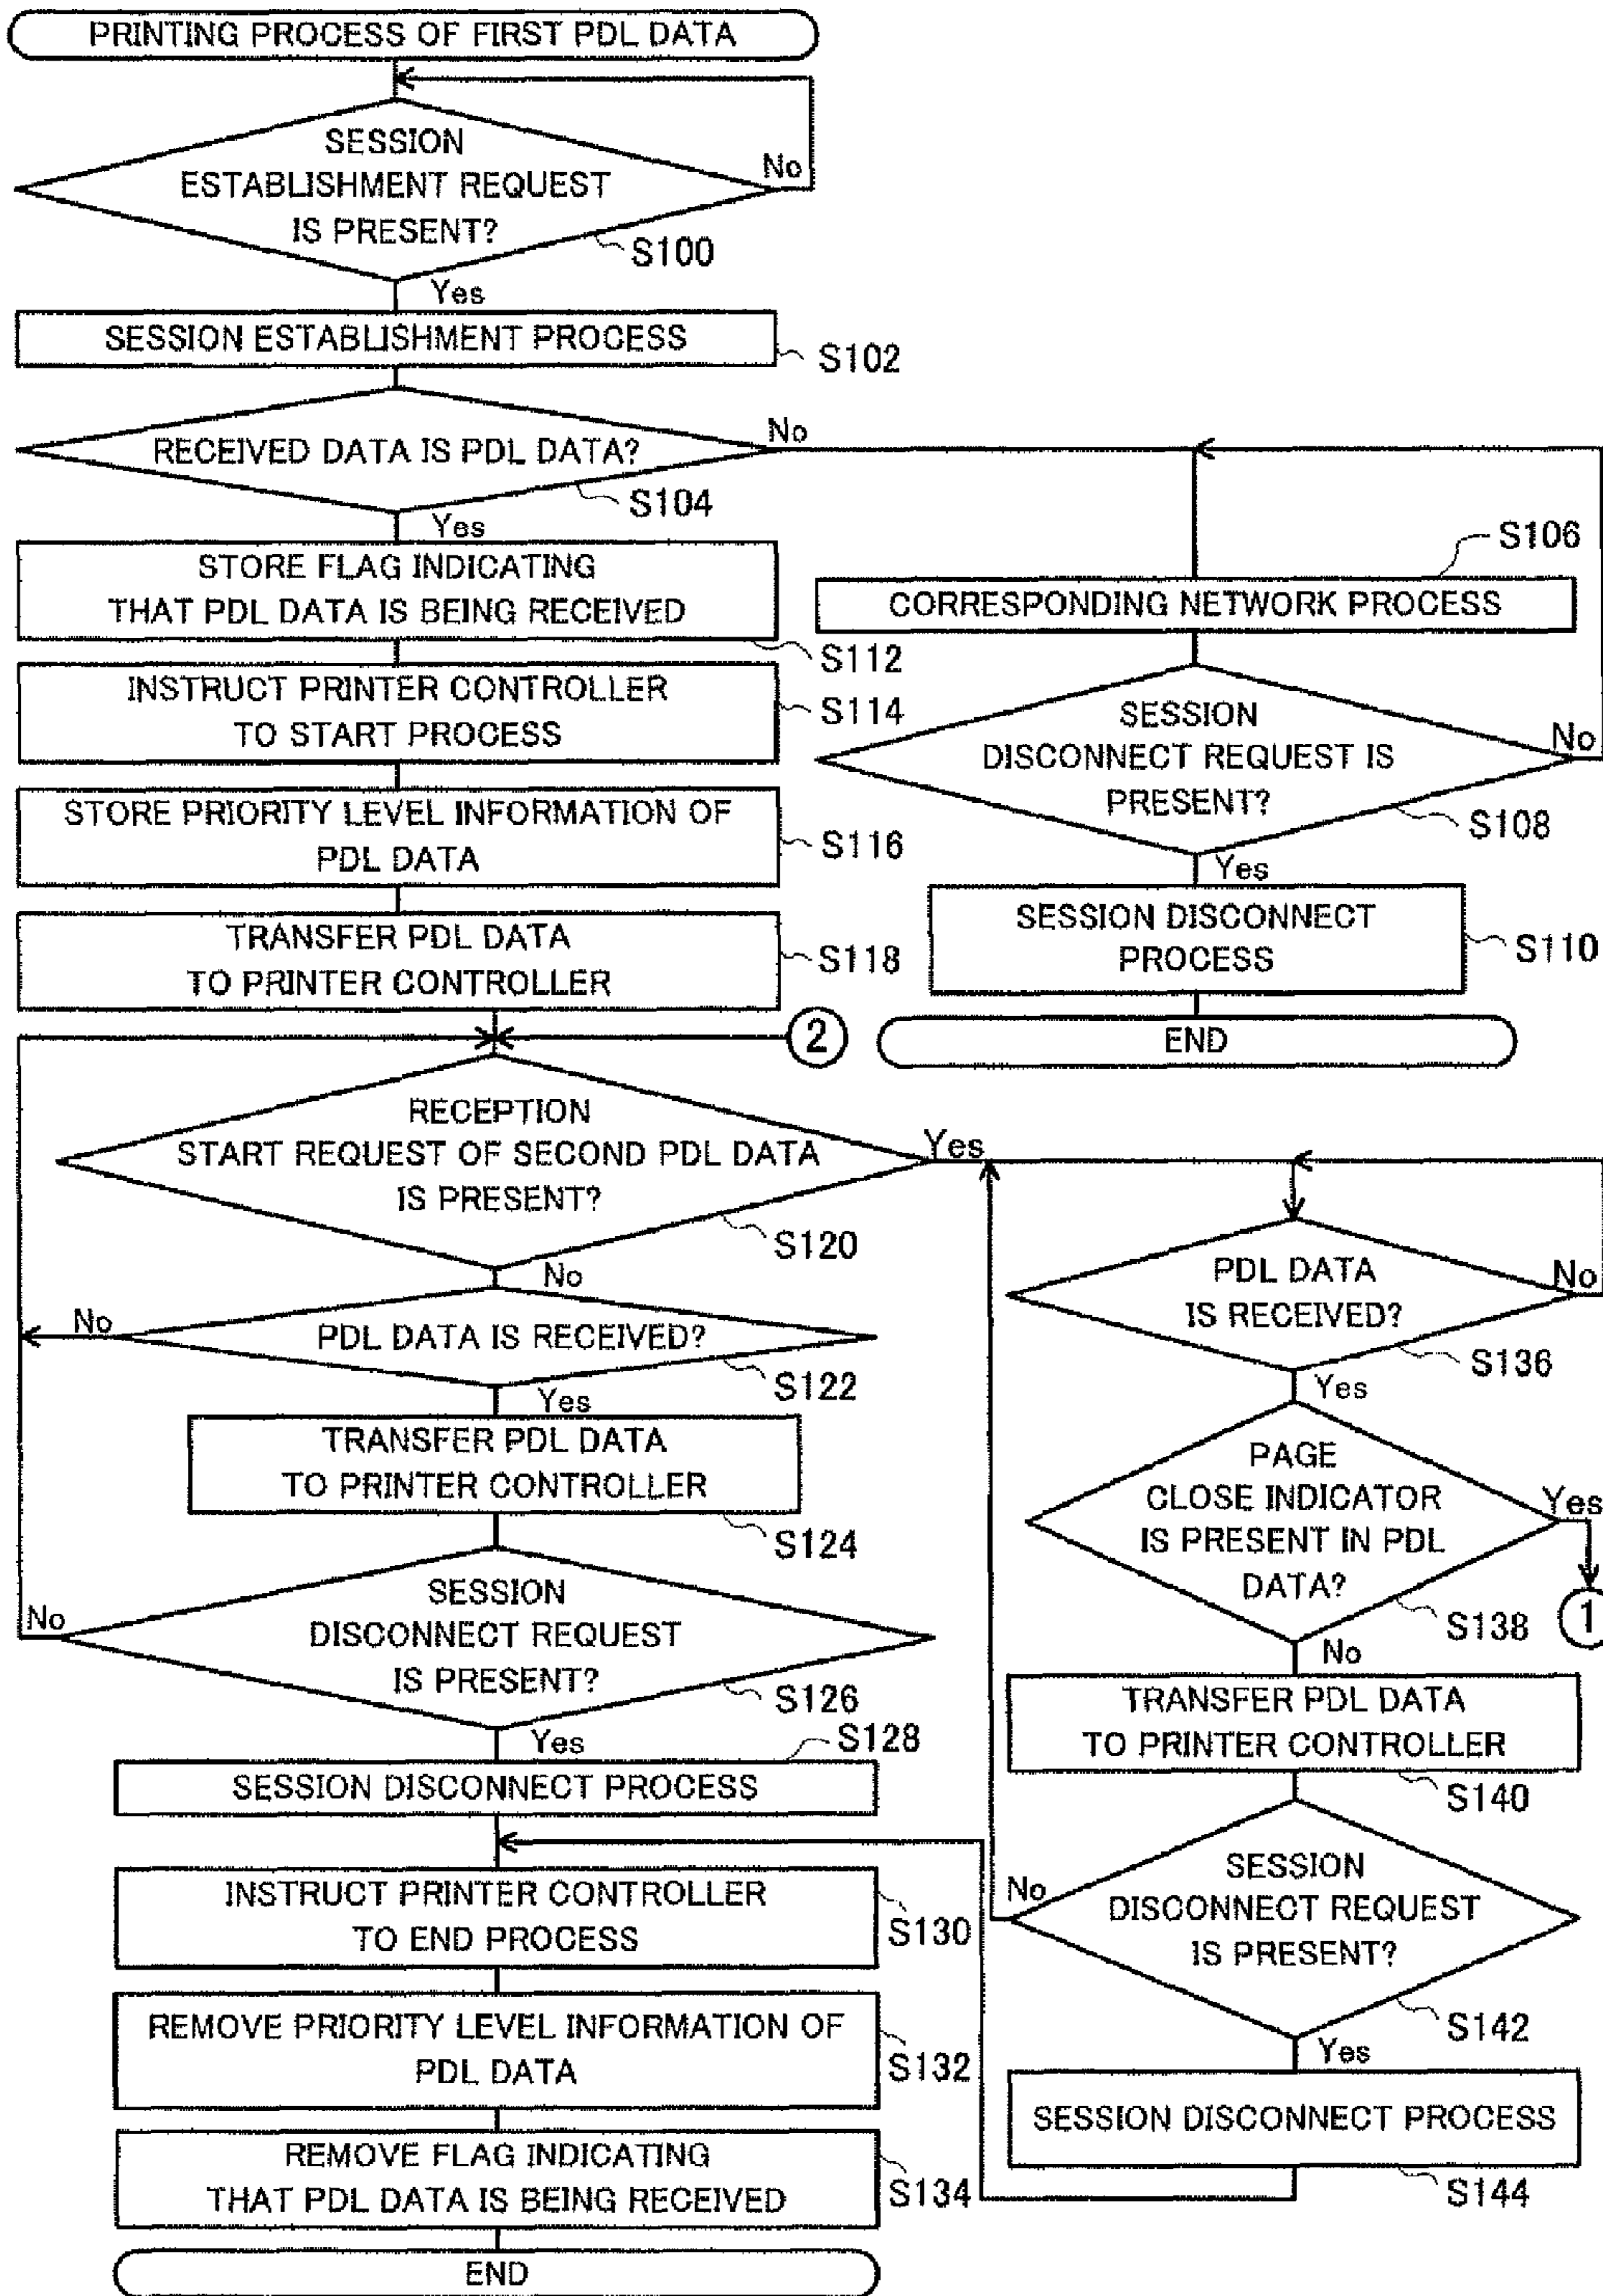 PRINTING PROCESS OF FIRST PDL DATA
SESSION
ESTABLISHMENT REQUEST
IS PRESENT?
No
S100
Yes
SESSION ESTABLISHMENT PROCESS
S102
RECEIVED DATA IS PDL DATA?
No
S104
Yes
STORE FLAG INDICATING
THAT PDL DATA IS BEING RECEIVED
S112
INSTRUCT PRINTER CONTROLLER
TO START PROCESS
S114
STORE PRIORITY LEVEL INFORMATION OF
PDL DATA
S116
TRANSFER PDL DATA
TO PRINTER CONTROLLER
S118
S106
CORRESPONDING NETWORK PROCESS
SESSION
DISCONNECT REQUEST IS
PRESENT?
No
S108
Yes
SESSION DISCONNECT
PROCESS
S110
END
2
RECEPTION
START REQUEST OF SECOND PDL DATA
IS PRESENT?
Yes
S120
No
PDL DATA IS RECEIVED?
No
S122
Yes
TRANSFER PDL DATA
TO PRINTER CONTROLLER
S124
SESSION
DISCONNECT REQUEST
IS PRESENT?
No
S126
Yes
S128
SESSION DISCONNECT PROCESS
INSTRUCT PRINTER CONTROLLER
TO END PROCESS
S130
REMOVE PRIORITY LEVEL INFORMATION OF
PDL DATA
S132
REMOVE FLAG INDICATING
THAT PDL DATA IS BEING RECEIVED
S134
END
PDL DATA
IS RECEIVED?
No
S136
Yes
PAGE
CLOSE INDICATOR
IS PRESENT IN PDL
DATA?
Yes
1
S138
No
TRANSFER PDL DATA
TO PRINTER CONTROLLER
S140
SESSION
DISCONNECT REQUEST
IS PRESENT?
No
S142
Yes
SESSION DISCONNECT PROCESS
S144